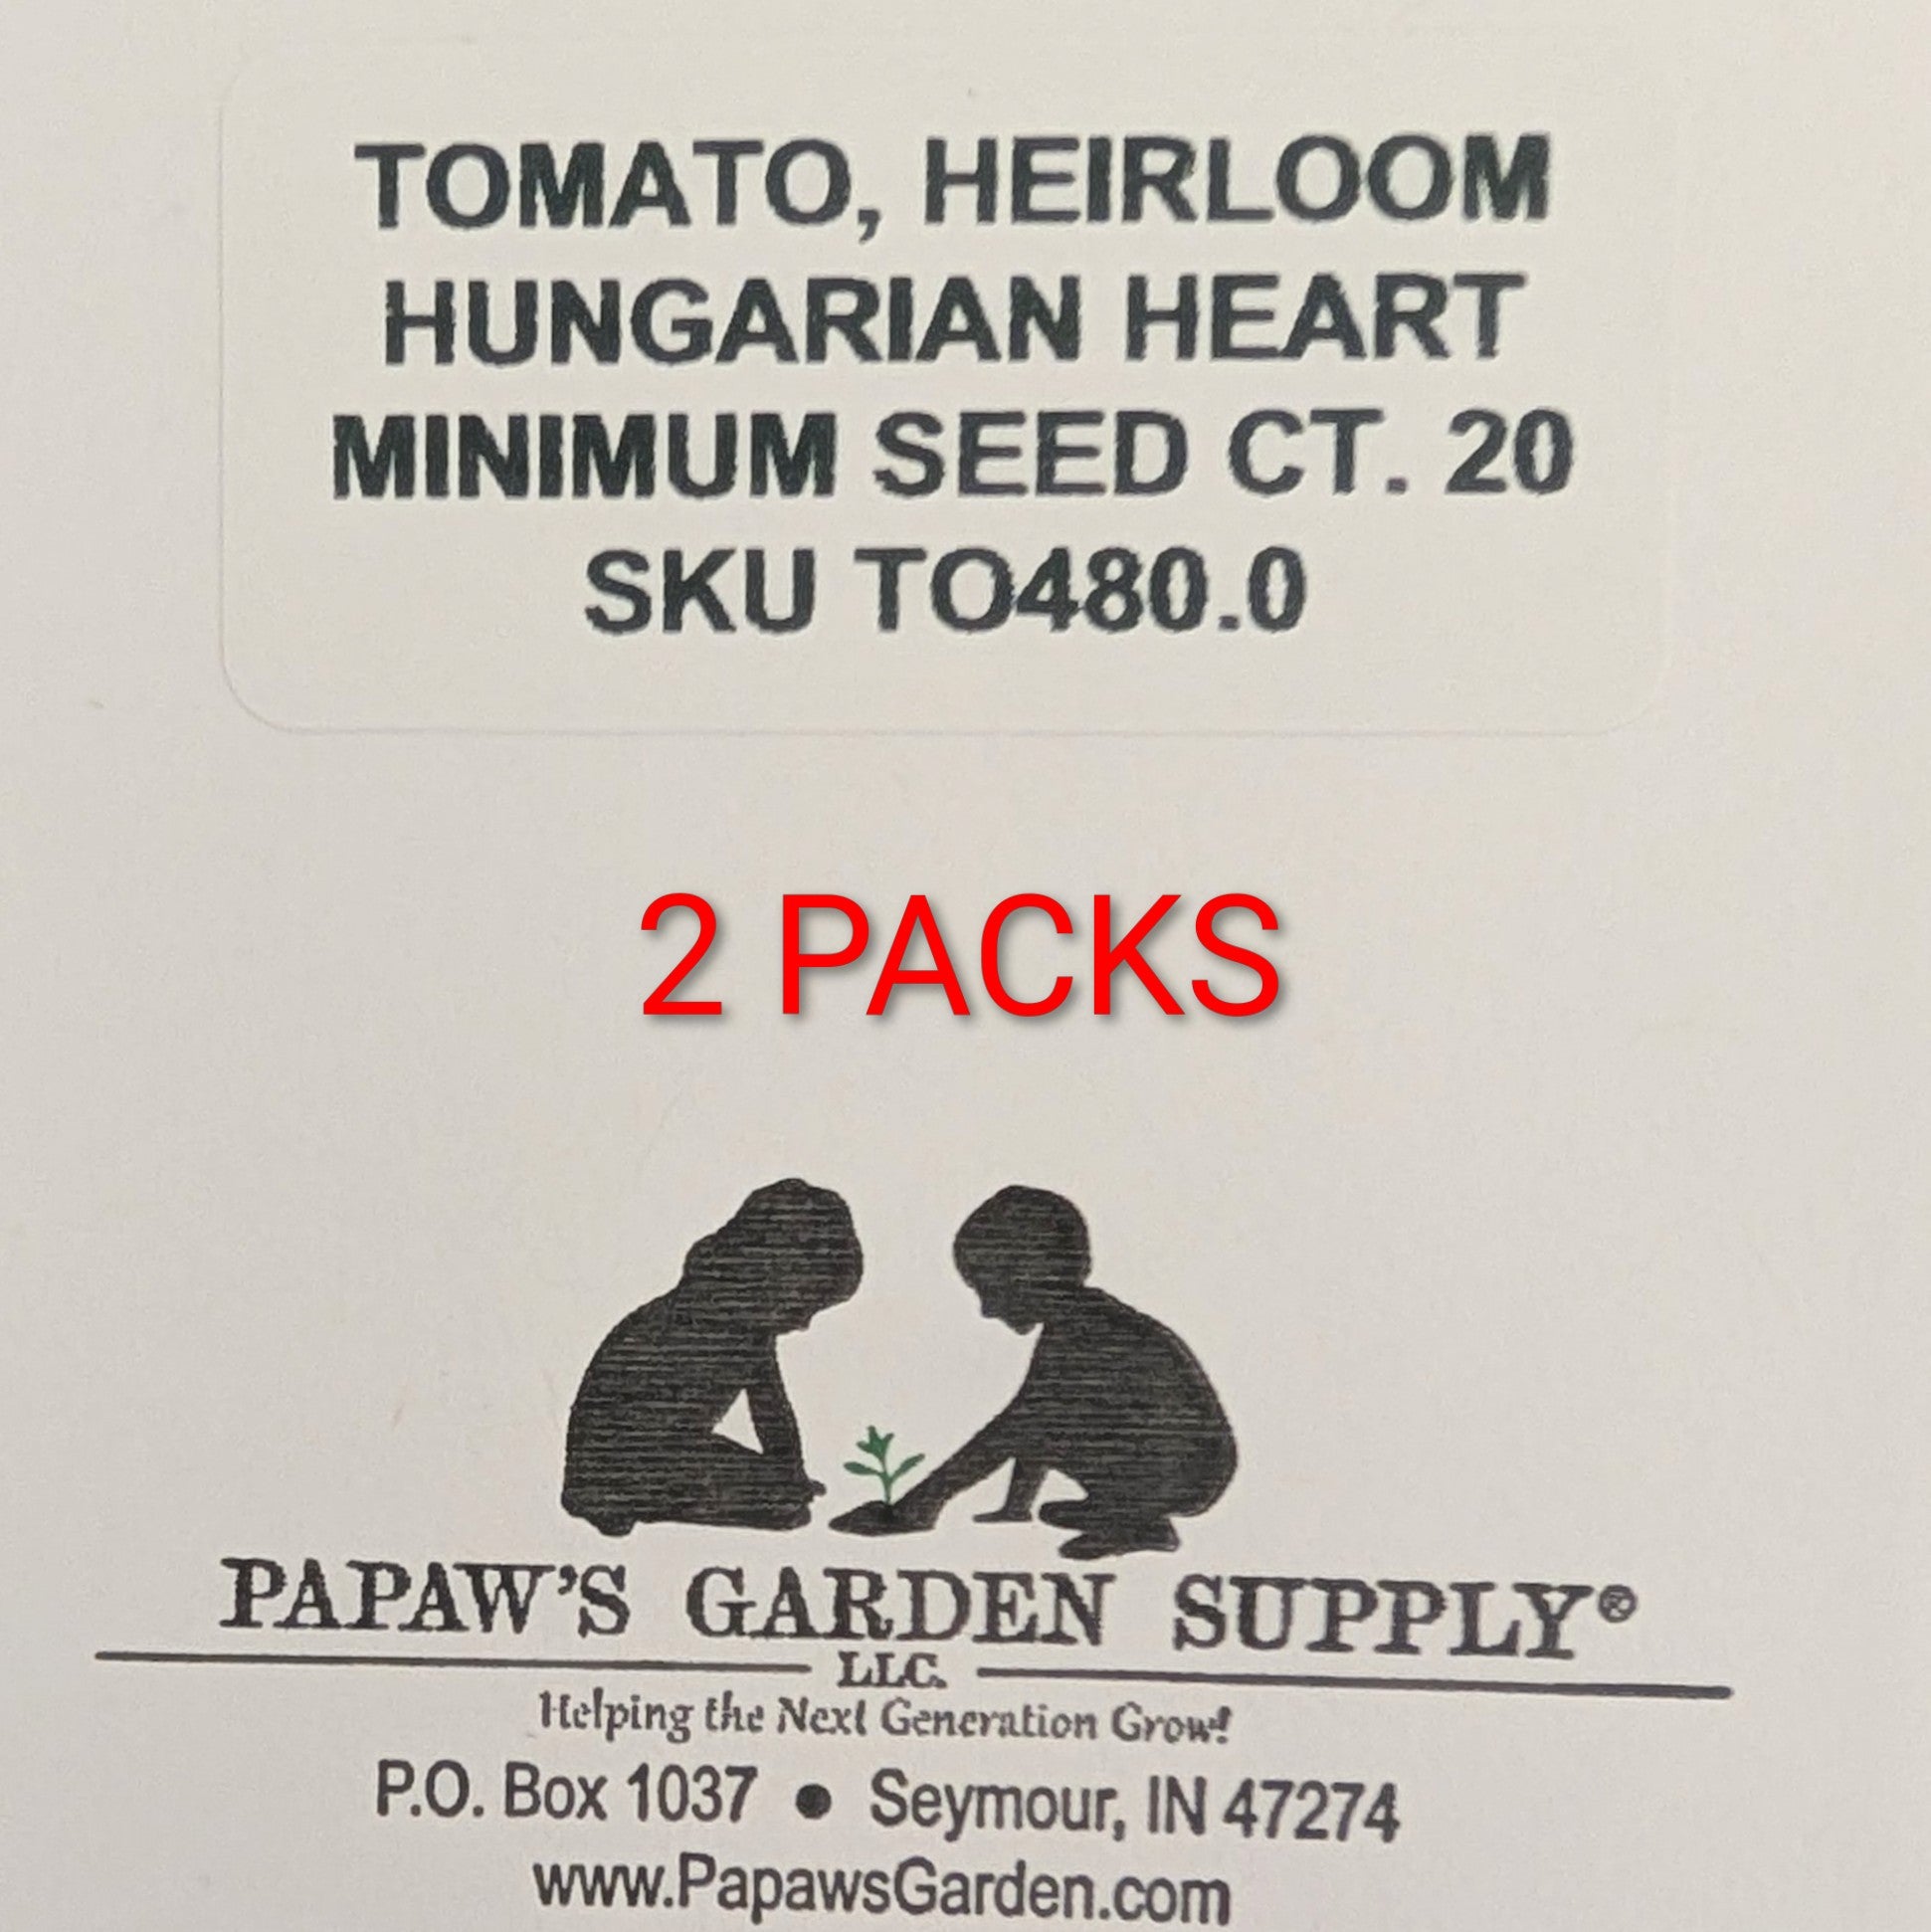 TOMATO, HEIRLOOM
HUNGARIAN HEART
MINIMUM SEED CT. 20
SKU TO480.0
2 PACKS
PAPAW'S GARDEN SUPPLY®
LLC.
Helping the Next Generation Grow!
P.O. Box 1037 • Seymour, IN 47274
www.PapawsGarden.com